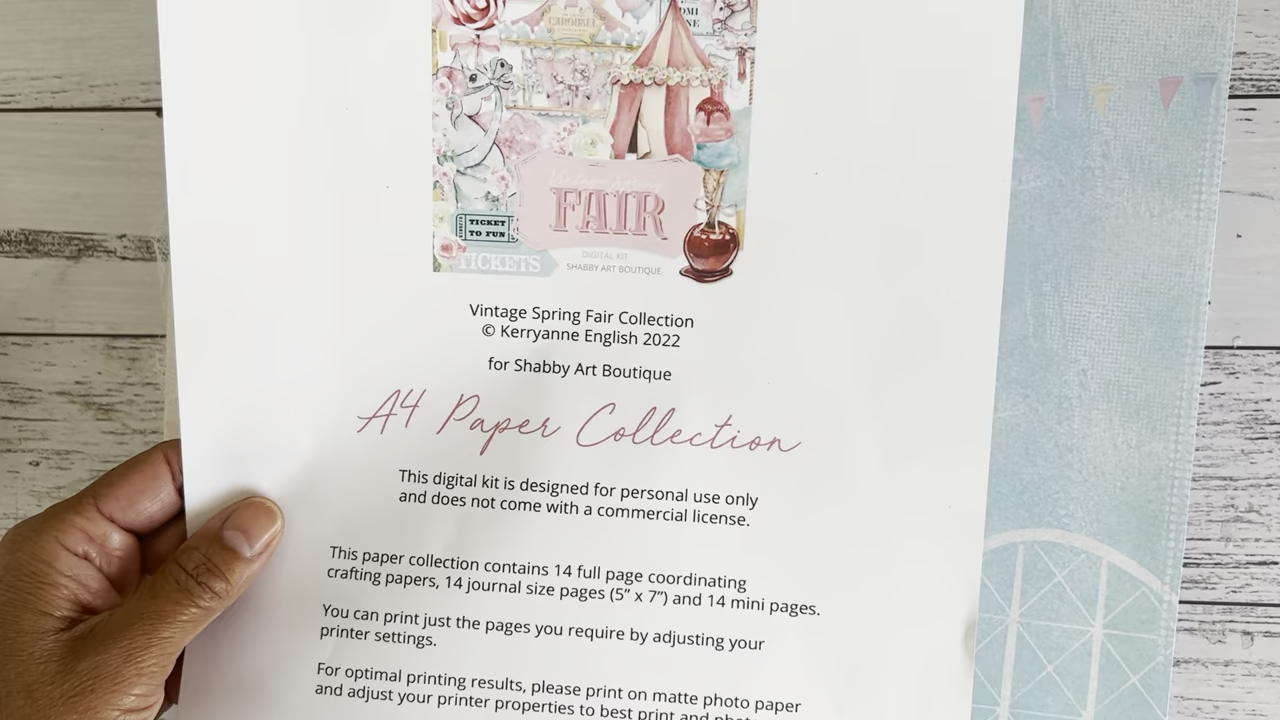 CAROUSEL
FAIR
TICKET
TO FUN
TICKETS
DIGITAL KIT
SHABBY ART BOUTIQUE
Vintage Spring Fair Collection
© Kerryanne English 2022
for Shabby Art Boutique
A4 Paper Collection
This digital kit is designed for personal use only
and does not come with a commercial license.
This paper collection contains 14 full page coordinating
crafting papers, 14 journal size pages (5” x 7”) and 14 mini pages.
You can print just the pages you require by adjusting your
printer settings.
For optimal printing results, please print on matte photo paper
and adjust your printer properties to best print and